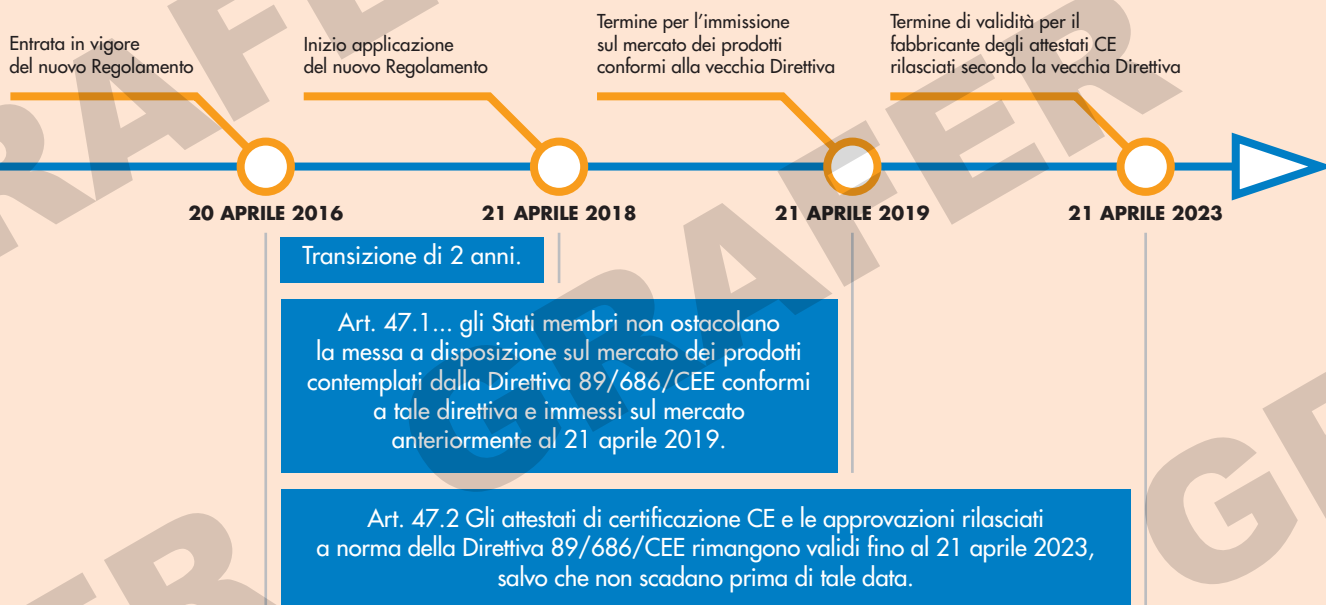 Entrata in vigore
del nuovo Regolamento
Inizio applicazione
del nuovo Regolamento
Termine per l'immissione
sul mercato dei prodotti
conformi alla vecchia Direttiva
Termine di validità per il
fabbricante degli attestati CE
rilasciati secondo la vecchia Direttiva
20 APRILE 2016
21 APRILE 2018
21 APRILE 2019
21 APRILE 2023
Transizione di 2 anni.
Art. 47.1... gli Stati membri non ostacolano
la messa a disposizione sul mercato dei prodotti
contemplati dalla Direttiva 89/686/CEE conformi
a tale direttiva e immessi sul mercato
anteriormente al 21 aprile 2019.
Art. 47.2 Gli attestati di certificazione CE e le approvazioni rilasciati
a norma della Direttiva 89/686/CEE rimangono validi fino al 21 aprile 2023,
salvo che non scadano prima di tale data.
GRAFER
GRAFER
GR
ER